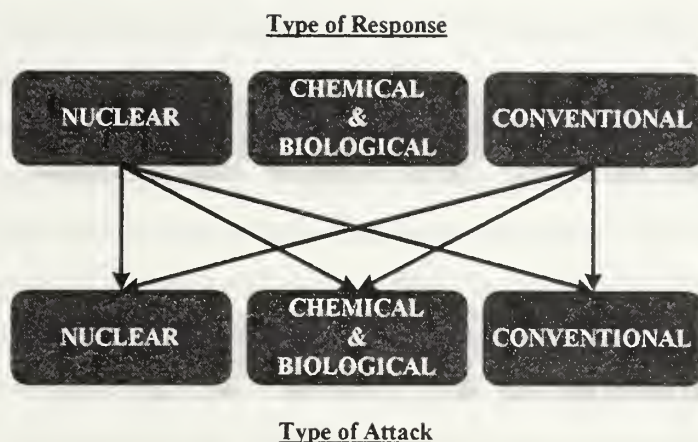 Type of Response
NUCLEAR
CHEMICAL
&
BIOLOGICAL
CONVENTIONAL
NUCLEAR
CHEMICAL
&
BIOLOGICAL
CONVENTIONAL
Type of Attack